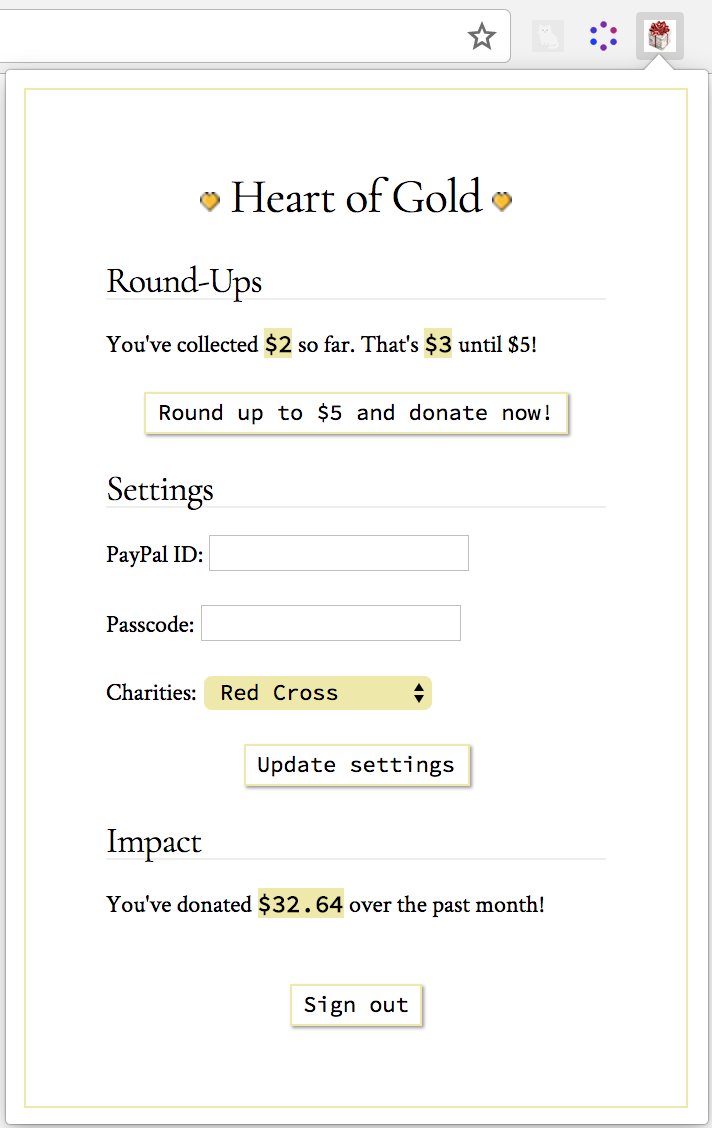 Heart of Gold
Round-Ups
You've collected $2 so far. That's $3 until $5!
Round up to $5 and donate now!
Settings
PayPal ID:
Passcode:
Charities: Red Cross
Update settings
Impact
You've donated $32.64 over the past month!
Sign out